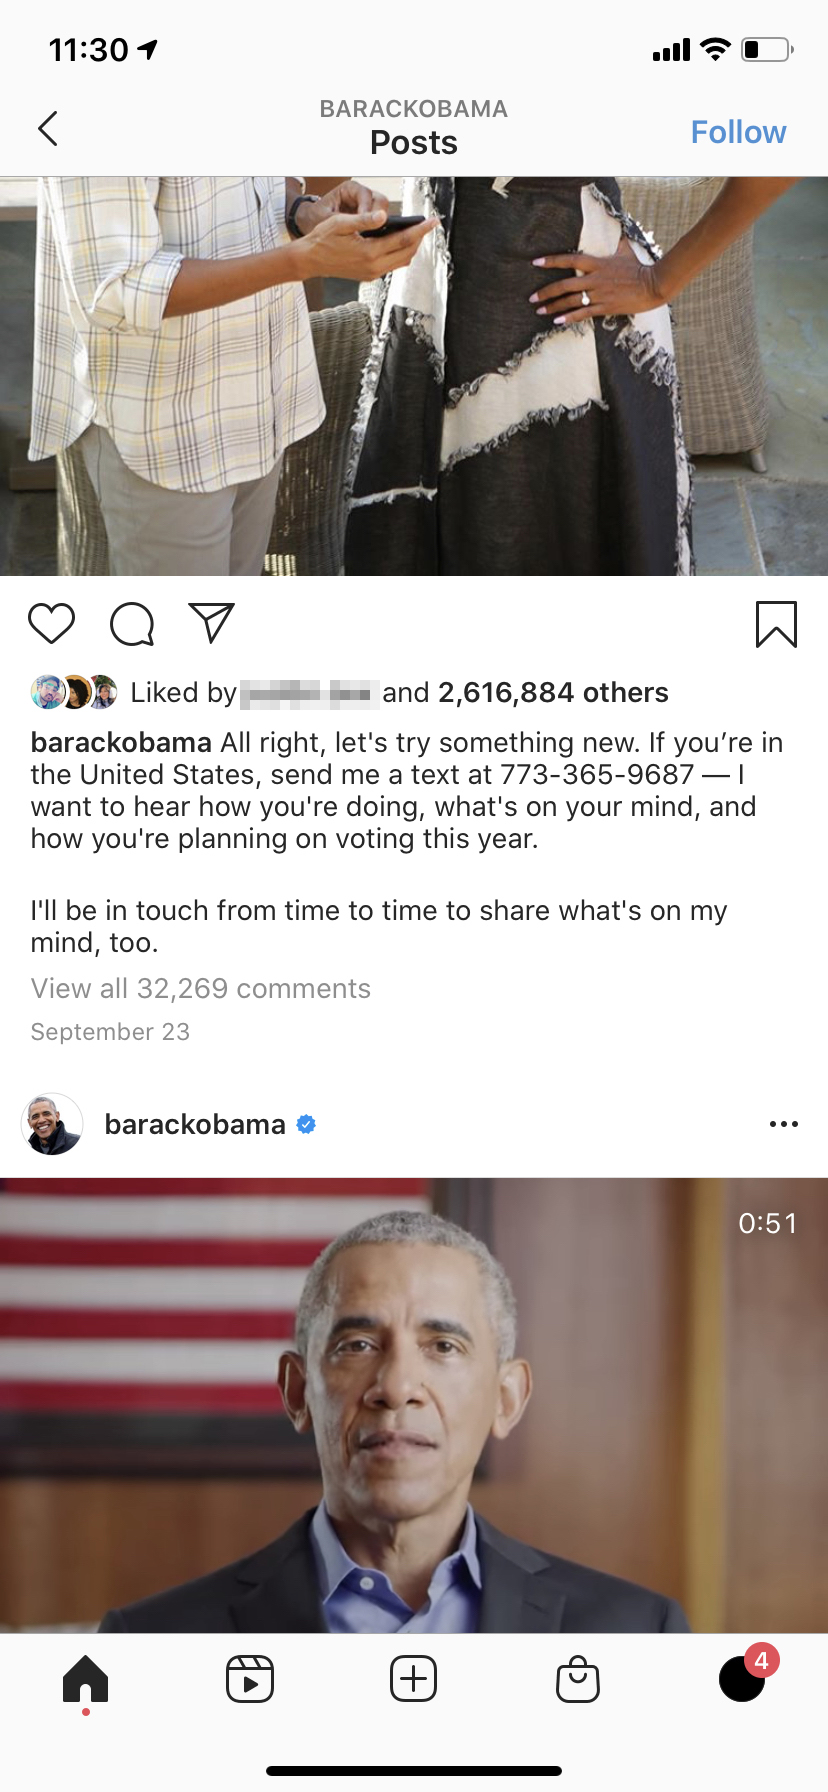 11:30
BARACKOBAMA
Posts
Follow
Liked by and 2,616,884 others
barackobama All right, let's try something new. If you’re in
the United States, send me a text at 773-365-9687 — I
want to hear how you're doing, what's on your mind, and
how you're planning on voting this year.
I'll be in touch from time to time to share what's on my
mind, too.
View all 32,269 comments
September 23
barackobama
0:51
4